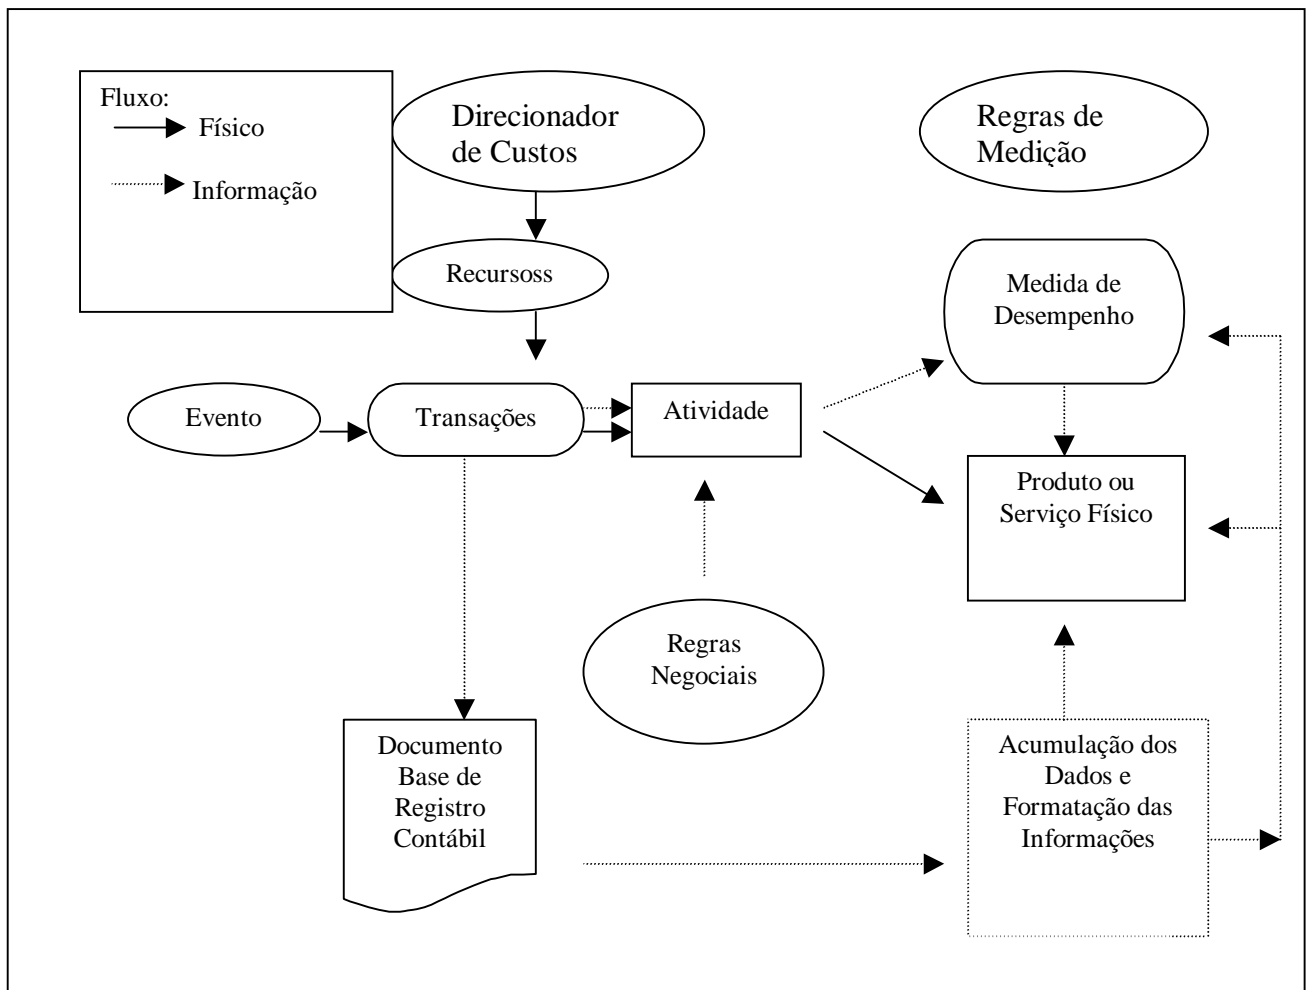 Fluxo:
Físico
Informação
Direcionador
de Custos
Regras de
Medição
Recursoss
Medida de
Desempenho
Evento
Transações
Atividade
Produto ou
Serviço Físico
Regras
Negociais
Documento
Base de
Registro
Contábil
Acumulação dos
Dados e
Formatação das
Informações